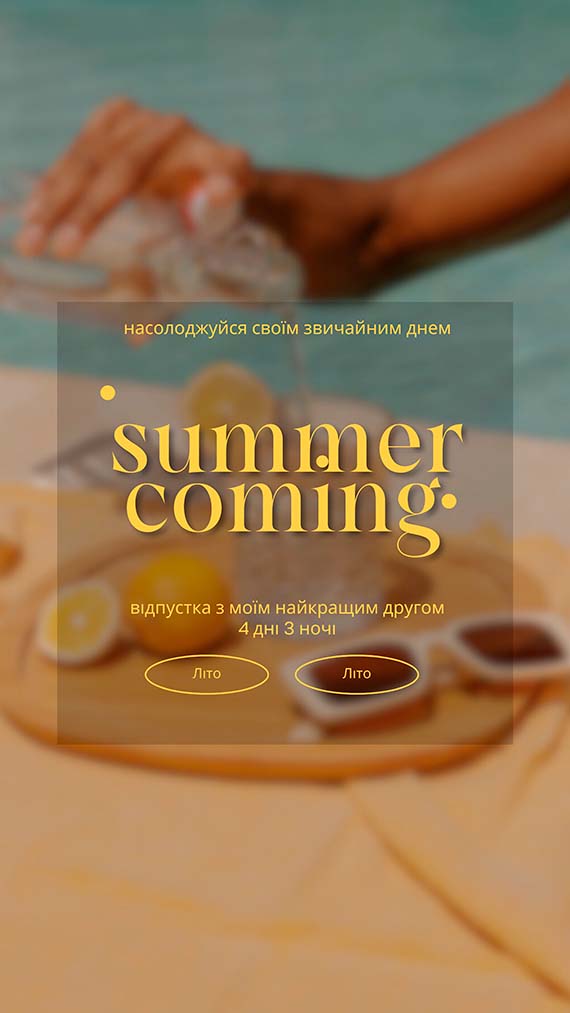 насолоджуйся своїм звичайним днем
summer
coming
відпустка з моїм найкращим другом
4 дні 3 ночі
Літо Літо